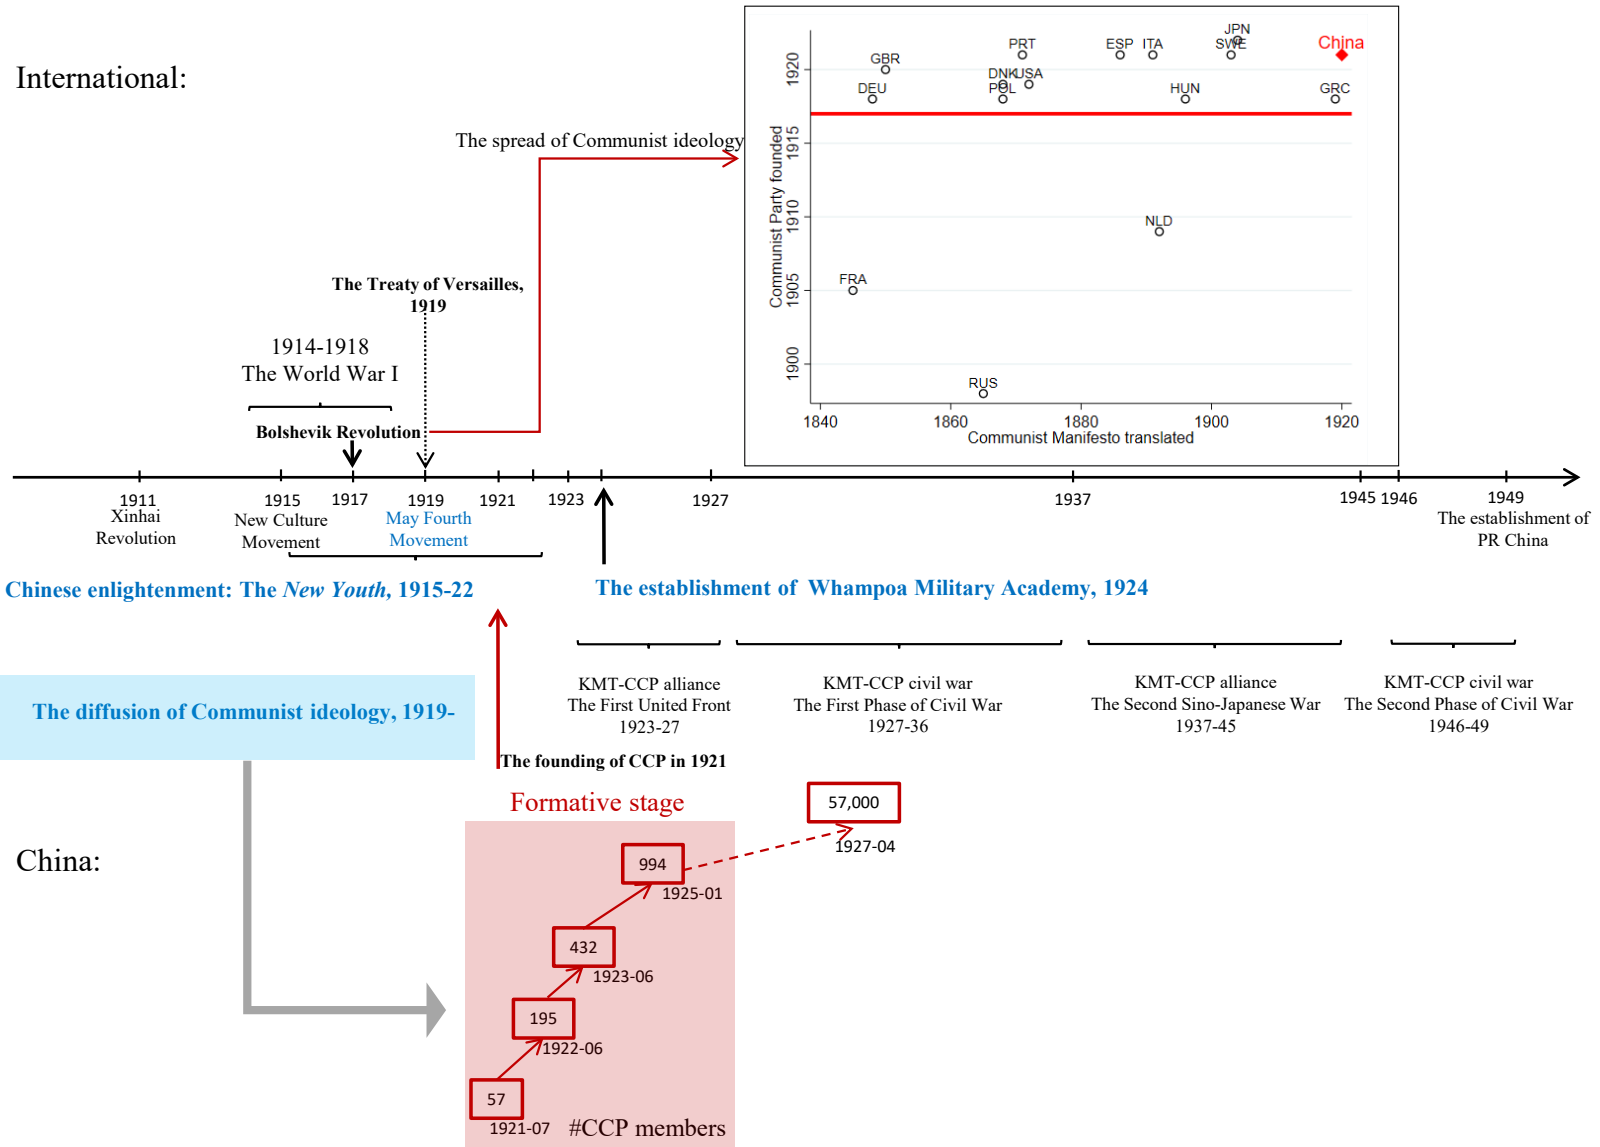 International:
The spread of Communist ideology
Communist Party founded
1920
1915
1910
1905
1900
JPN
PRT
ESP
ITA
SWE
China
GBR
DNK
USA
DEU
POL
HUN
GRC
NLD
FRA
RUS
1840
1860
1880
1900
1920
Communist Manifesto translated
The Treaty of Versailles,
1919
1914-1918
The World War I
Bolshevik Revolution
1911
1915
1917
1919
1921
1923
1927
1937
1945
1946
1949
Xinhai
Revolution
New Culture
Movement
May Fourth
Movement
The establishment of
PR China
Chinese enlightenment: The New Youth, 1915-22
The establishment of Whampoa Military Academy, 1924
KMT-CCP alliance
The First United Front
1923-27
KMT-CCP civil war
The First Phase of Civil War
1927-36
KMT-CCP alliance
The Second Sino-Japanese War
1937-45
KMT-CCP civil war
The Second Phase of Civil War
1946-49
The diffusion of Communist ideology, 1919-
The founding of CCP in 1921
Formative stage
China:
57,000
1927-04
994
1925-01
432
1923-06
195
1922-06
57
1921-07
#CCP members